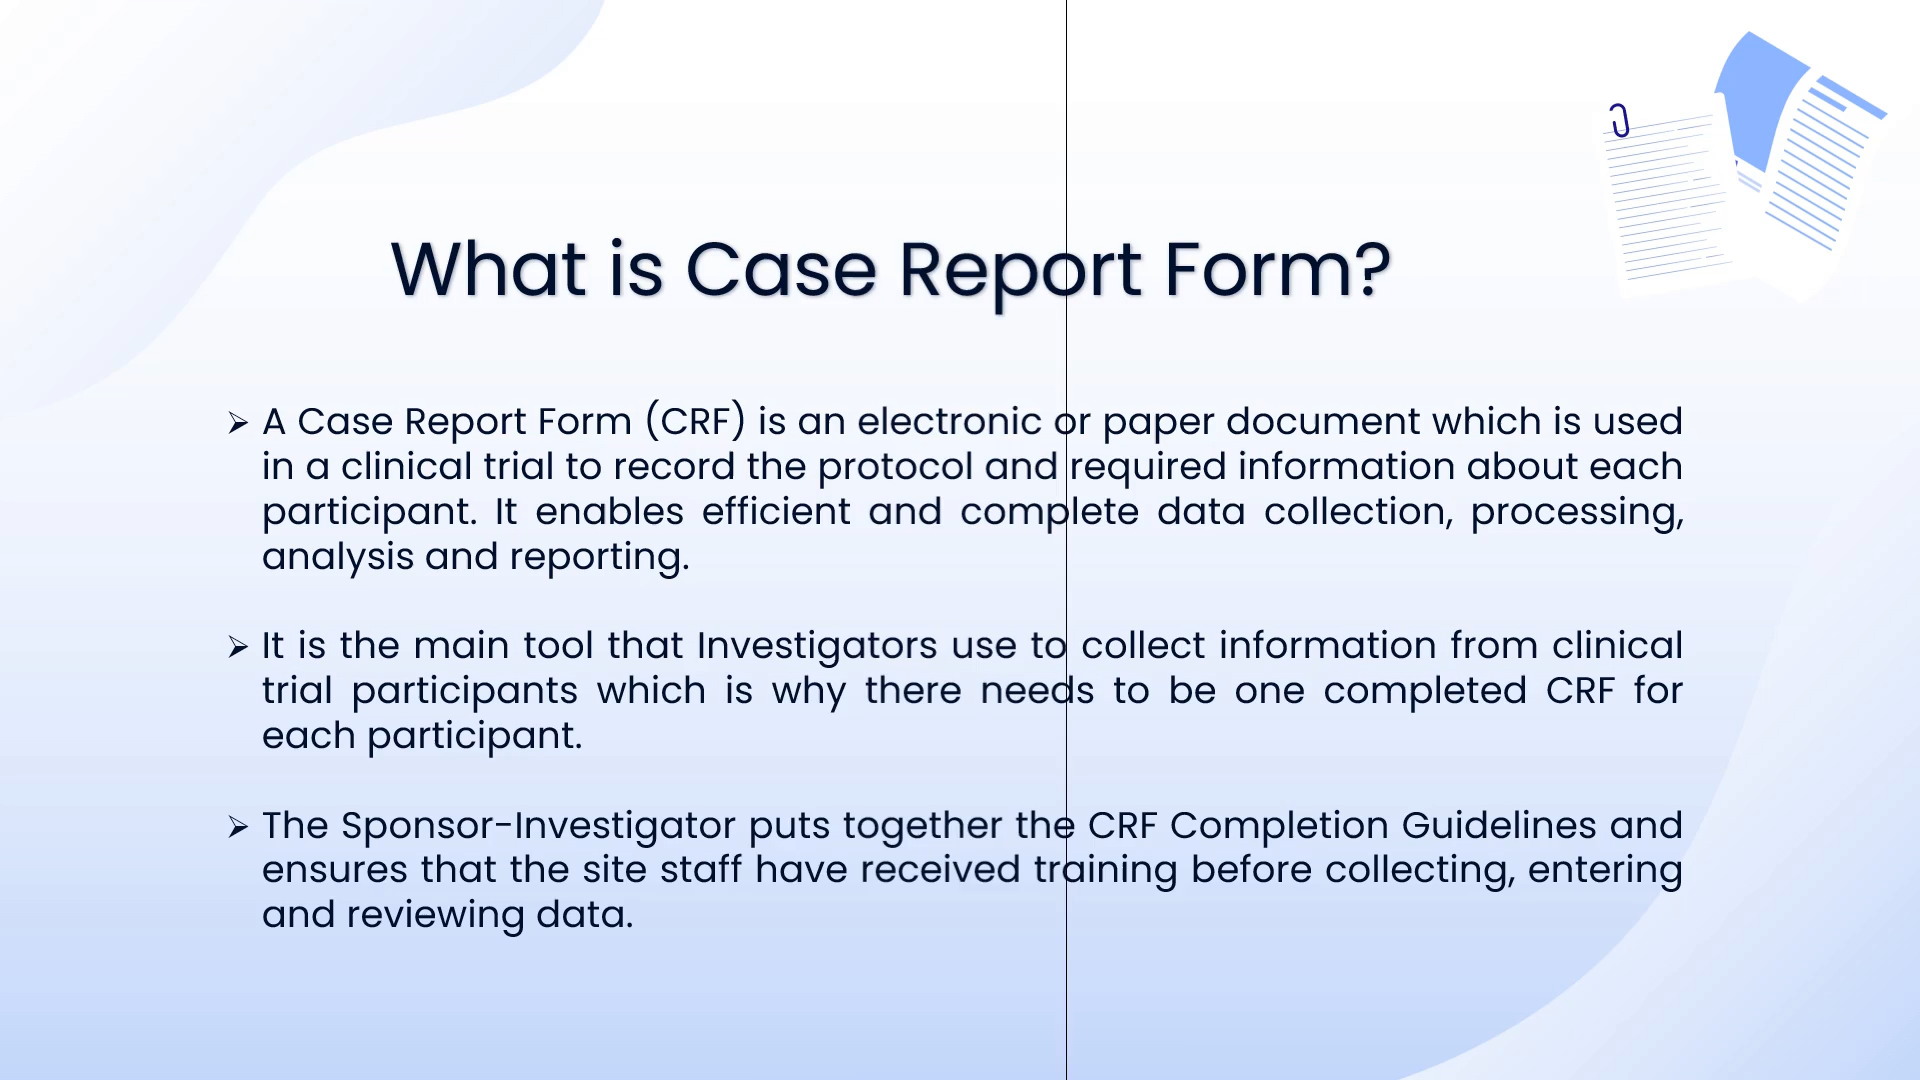 What is Case Report Form?
➢ A Case Report Form (CRF) is an electronic or paper document which is used
in a clinical trial to record the protocol and required information about each
participant. It enables efficient and complete data collection, processing,
analysis and reporting.
➢ It is the main tool that Investigators use to collect information from clinical
trial participants which is why there needs to be one completed CRF for
each participant.
➢ The Sponsor-Investigator puts together the CRF Completion Guidelines and
ensures that the site staff have received training before collecting, entering
and reviewing data.